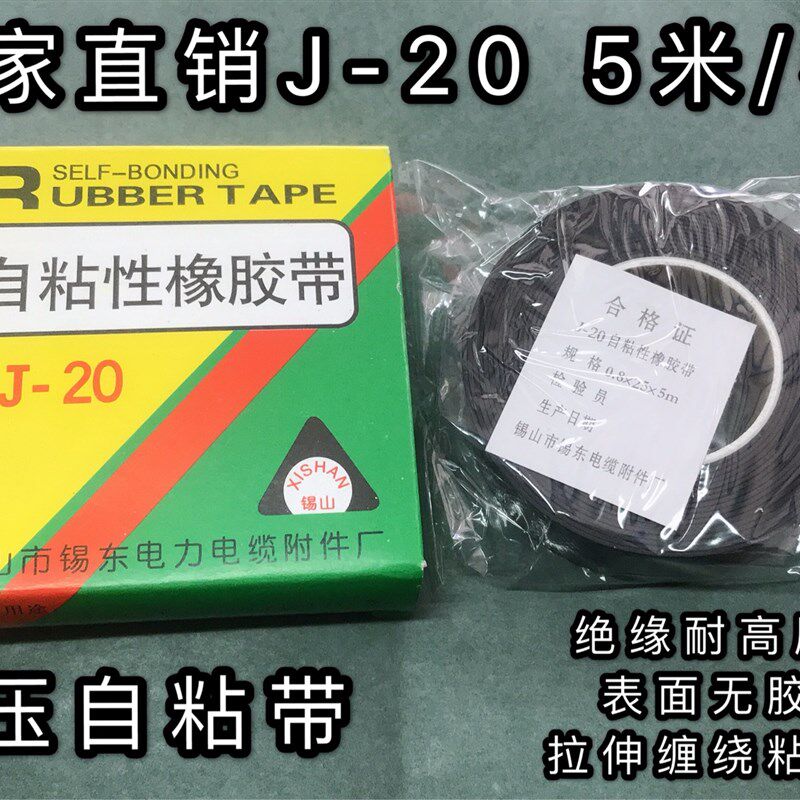 家直销J-20 5米/
R SELF-BONDING
UBBER TAPE
自粘性橡胶带
J-20
XISHAN
锡山
山市锡东电力电缆附件厂
用途
合格证
J-20自粘性橡胶带
规格 0.8×25×5m
检验员
生产日期
锡山市锡东电缆附件厂
压自粘带
绝缘耐高
表面无胶
拉伸缠绕粘